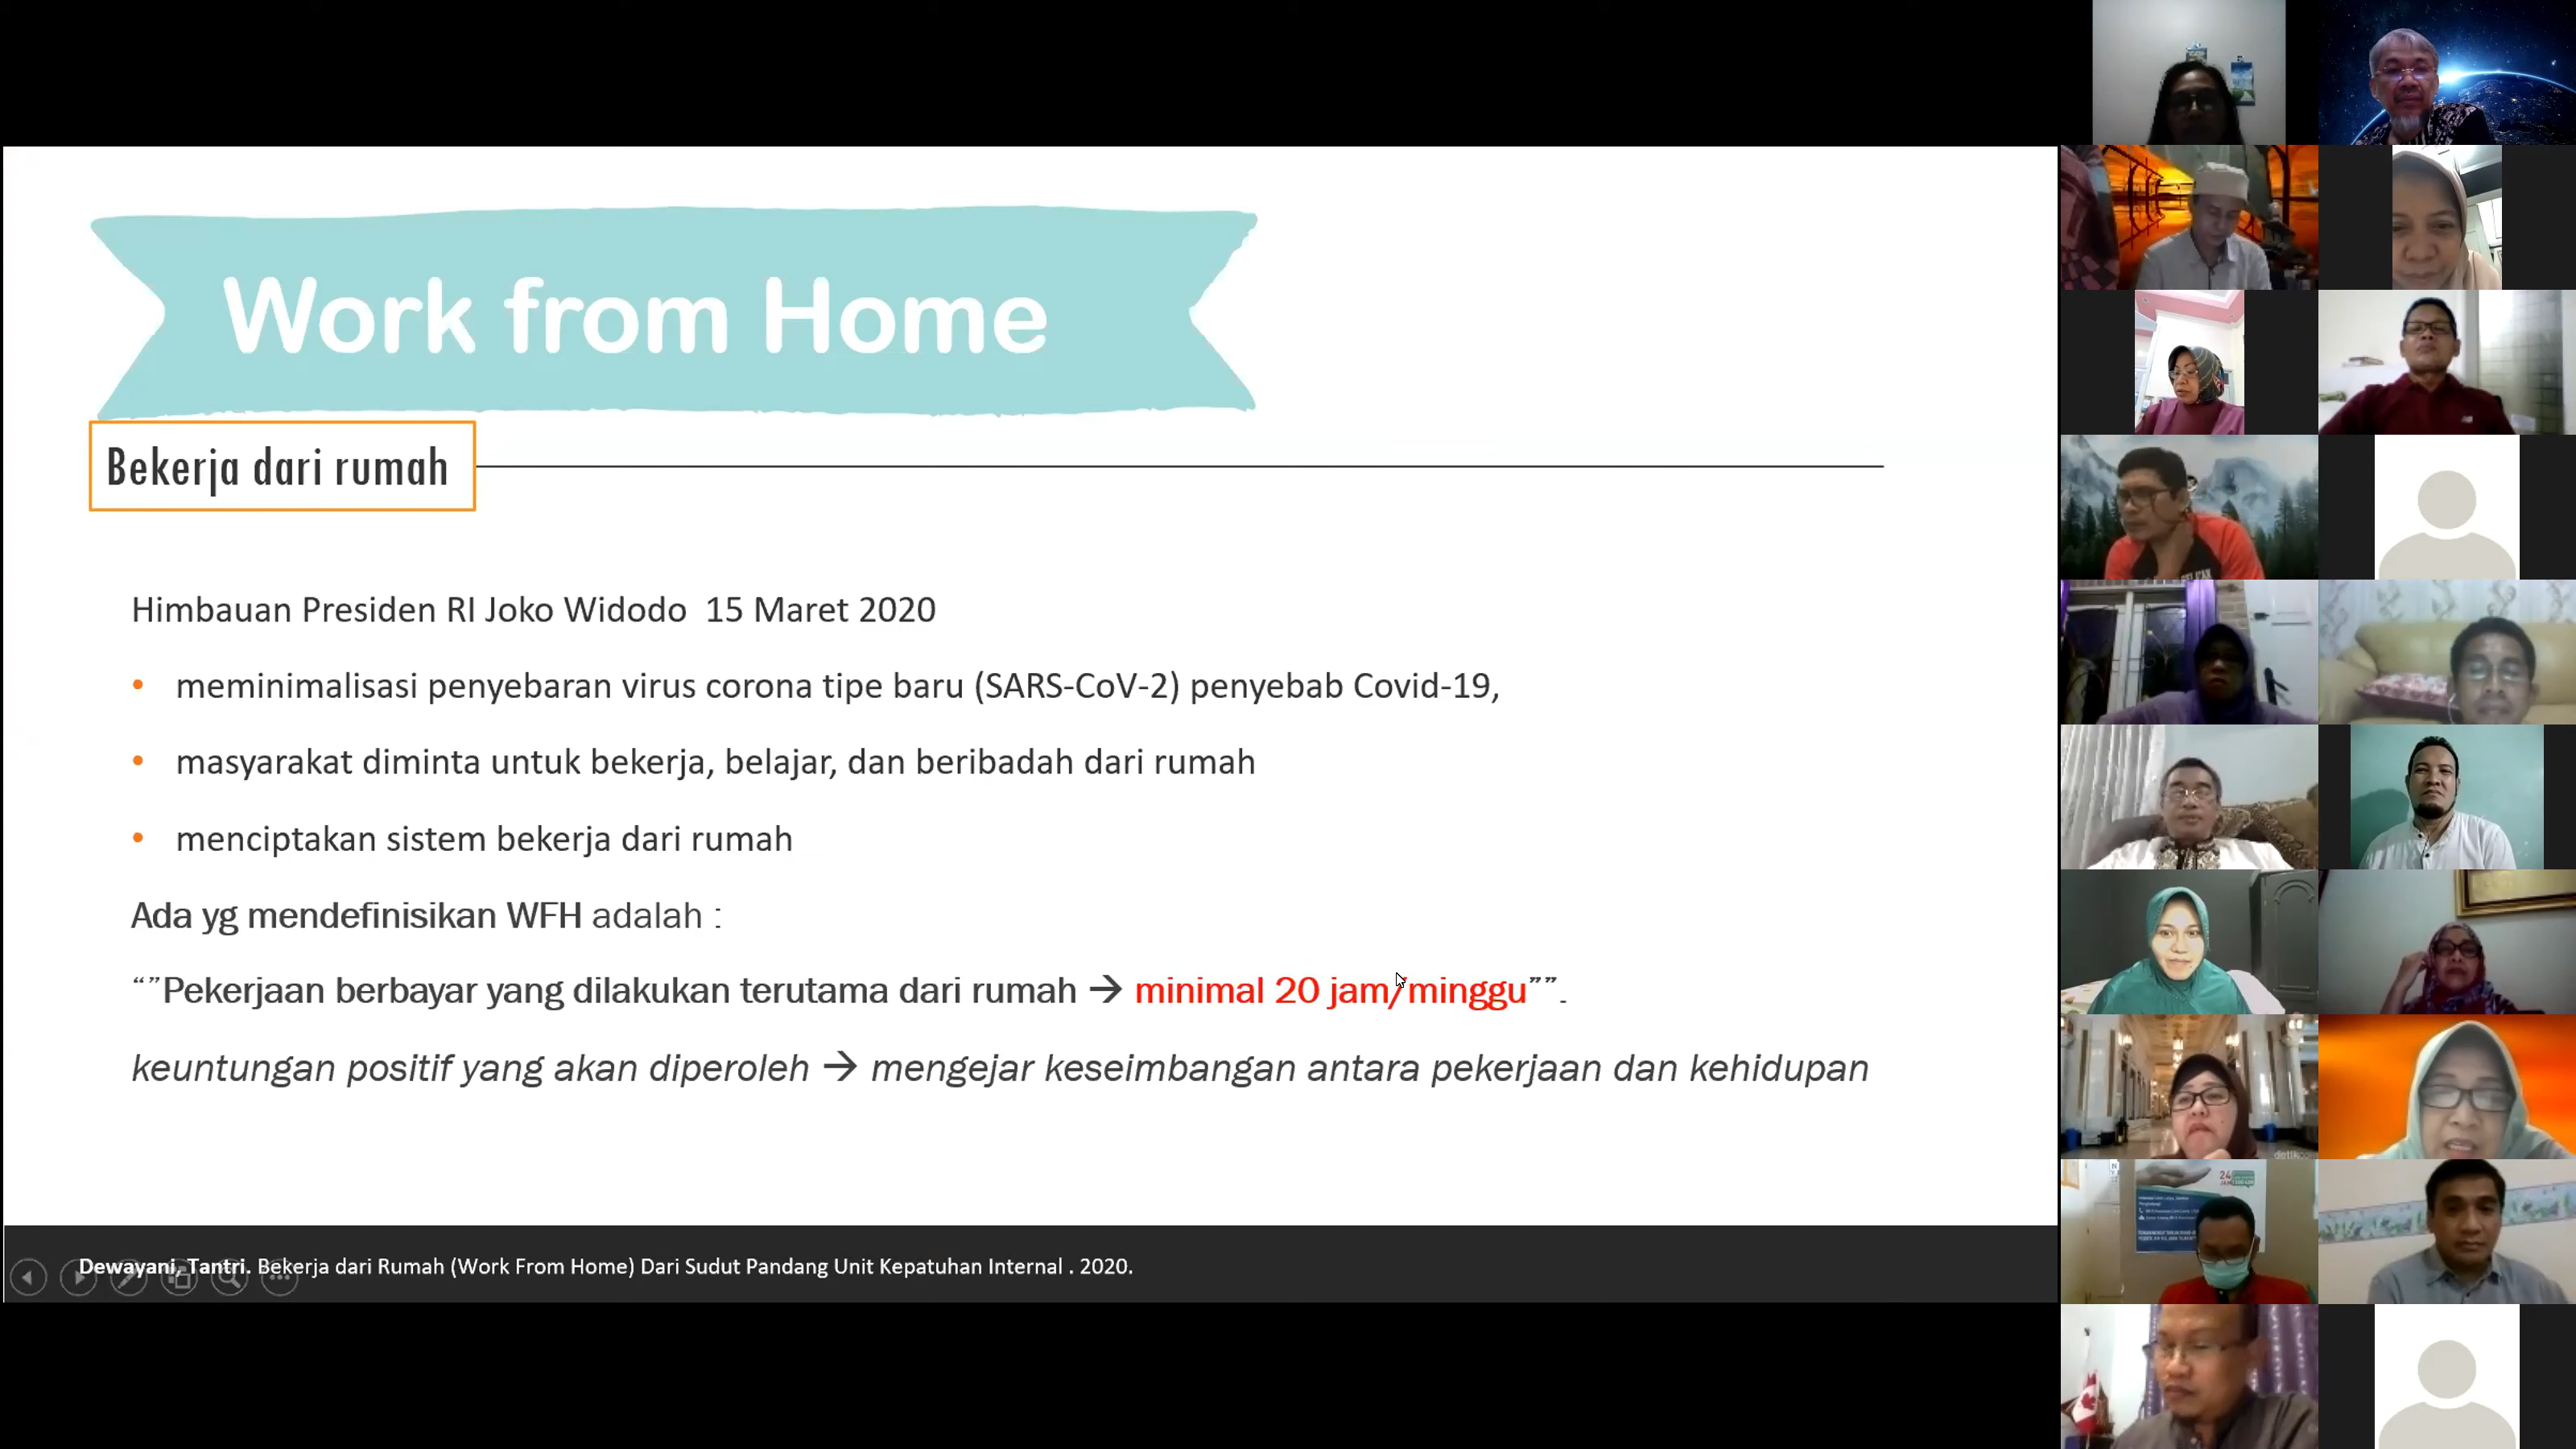 Work from Home
Bekerja dari rumah
Himbauan Presiden RI Joko Widodo  15 Maret 2020
• meminimalisasi penyebaran virus corona tipe baru (SARS-CoV-2) penyebab Covid-19,
• masyarakat diminta untuk bekerja, belajar, dan beribadah dari rumah
• menciptakan sistem bekerja dari rumah
Ada yg mendefinisikan WFH adalah :
“”Pekerjaan berbayar yang dilakukan terutama dari rumah → minimal 20 jam/minggu””.
keuntungan positif yang akan diperoleh → mengejar keseimbangan antara pekerjaan dan kehidupan
Dewayani, Tantri. Bekerja dari Rumah (Work From Home) Dari Sudut Pandang Unit Kepatuhan Internal . 2020.
24
JAM